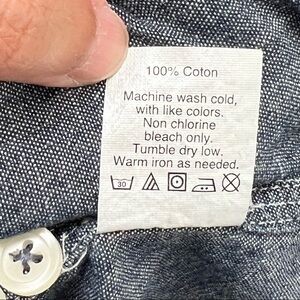 100% Coton
Machine wash cold,
with like colors.
Non chlorine
bleach only.
Tumble dry low.
Warm iron as needed.
30